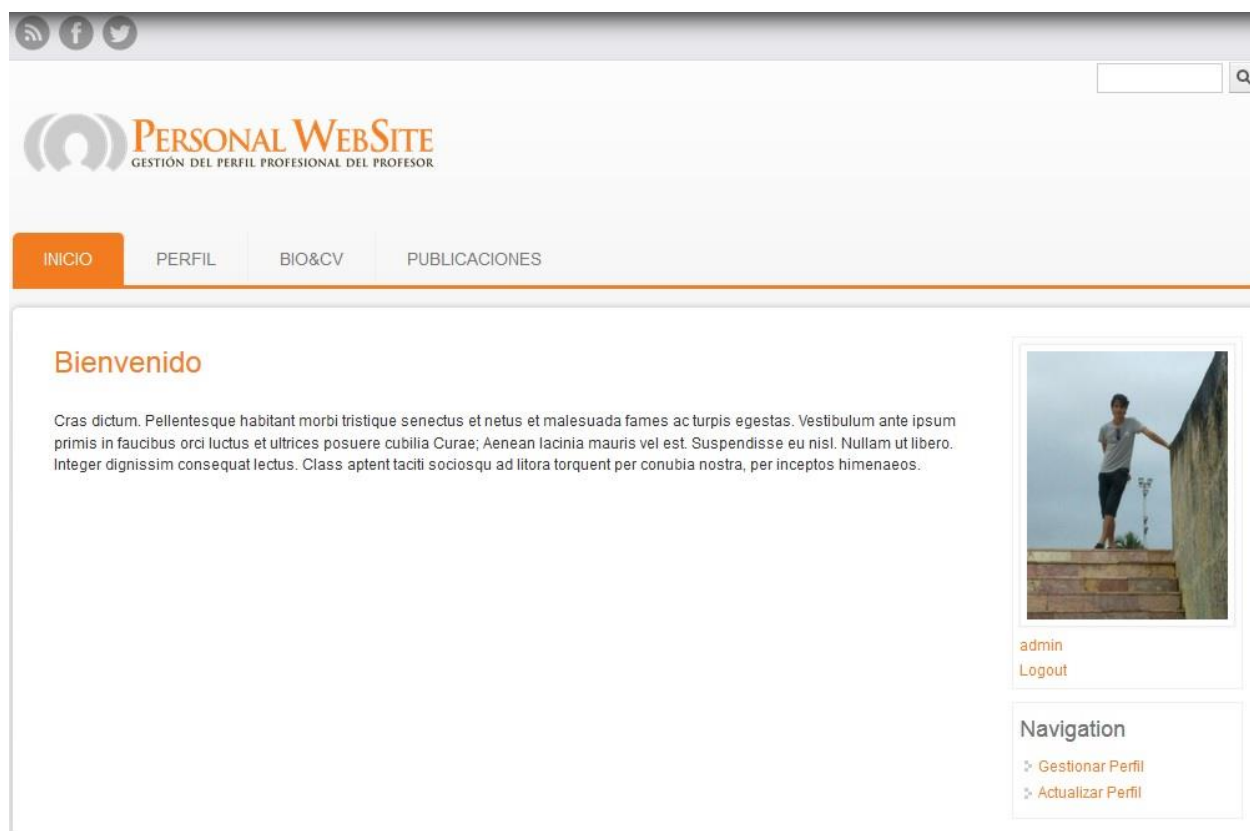 PERSONAL WEBSITE
GESTIÓN DEL PERFIL PROFESIONAL DEL PROFESOR
INICIO PERFIL BIO&CV PUBLICACIONES
Bienvenido
Cras dictum. Pellentesque habitant morbi tristique senectus et netus et malesuada fames ac turpis egestas. Vestibulum ante ipsum
primis in faucibus orci luctus et ultrices posuere cubilia Curae; Aenean lacinia mauris vel est. Suspendisse eu nisl. Nullam ut libero.
Integer dignissim consequat lectus. Class aptent taciti sociosqu ad litora torquent per conubia nostra, per inceptos himenaeos.
admin
Logout
Navigation
Gestionar Perfil
Actualizar Perfil